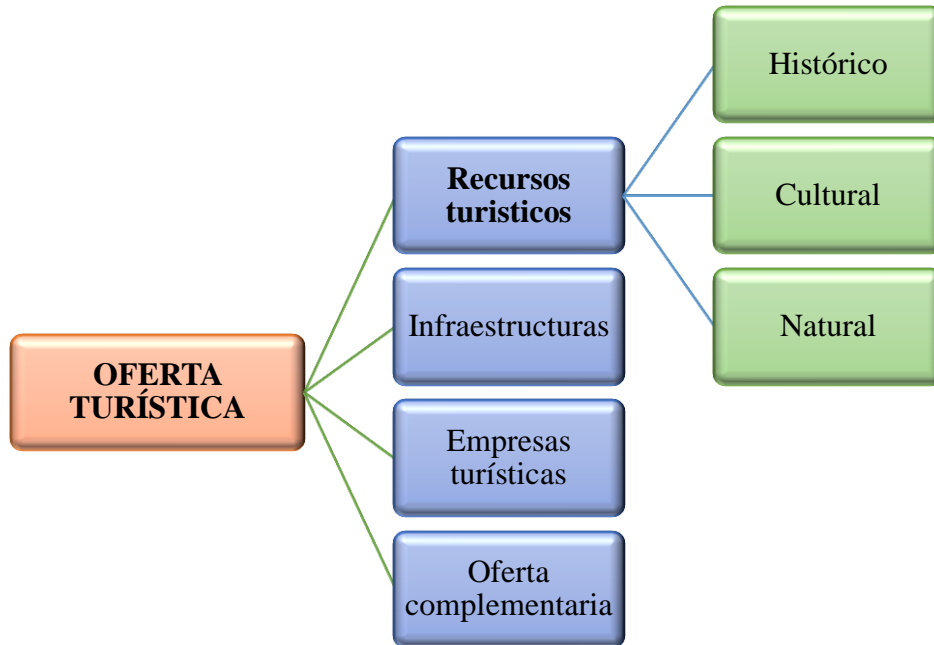 OFERTA
TURÍSTICA
Recursos
turisticos
Infraestructuras
Empresas
turísticas
Oferta
complementaria
Histórico
Cultural
Natural